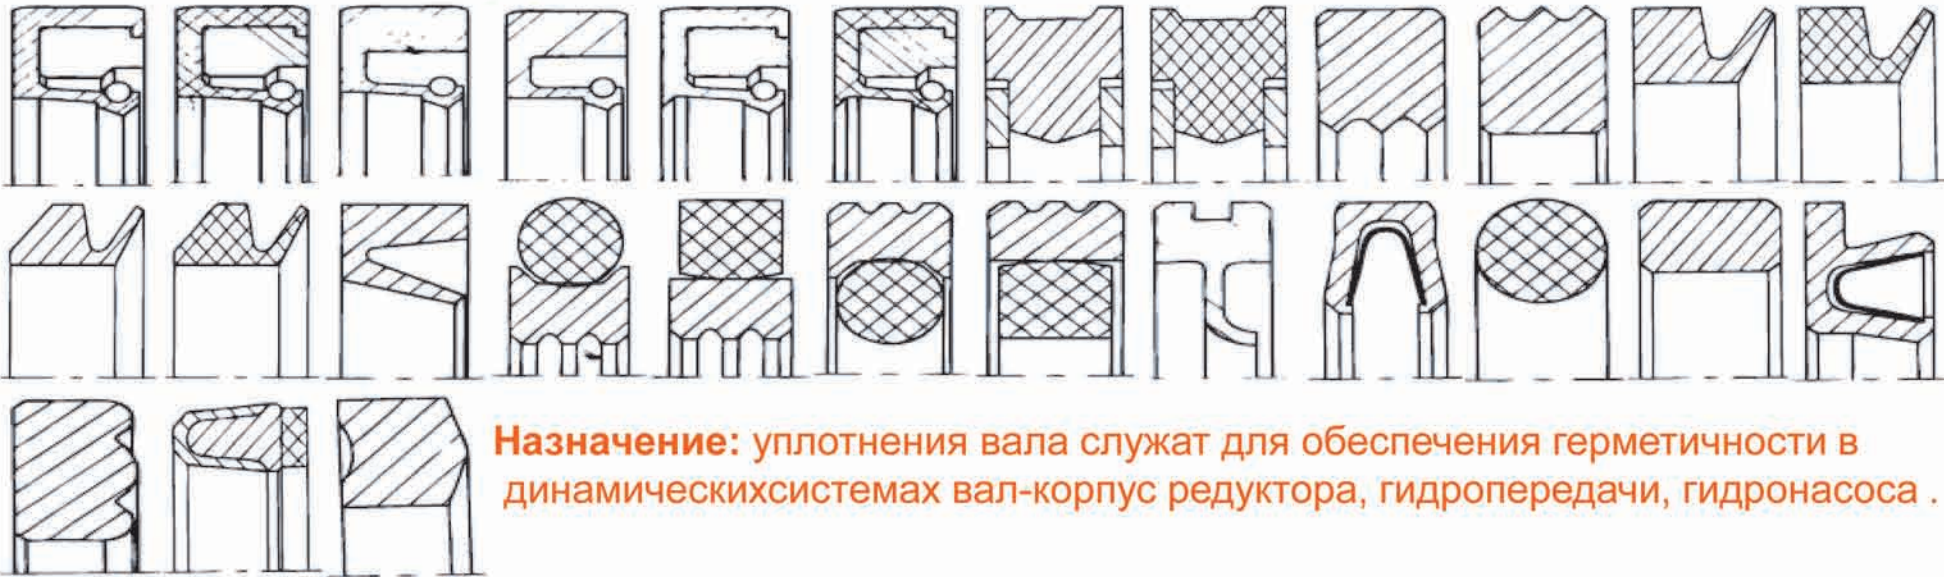 Назначение: уплотнения вала служат для обеспечения герметичности в
динамическихсистемах вал-корпус редуктора, гидропередачи, гидронасоса .